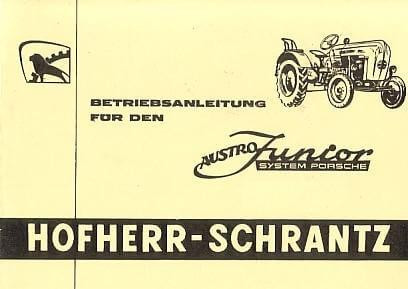 BETRIEBSANLEITUNG
FÜR DEN
AUSTRO Junior
SYSTEM PORSCHE
HOFHERR-SCHRANTZ